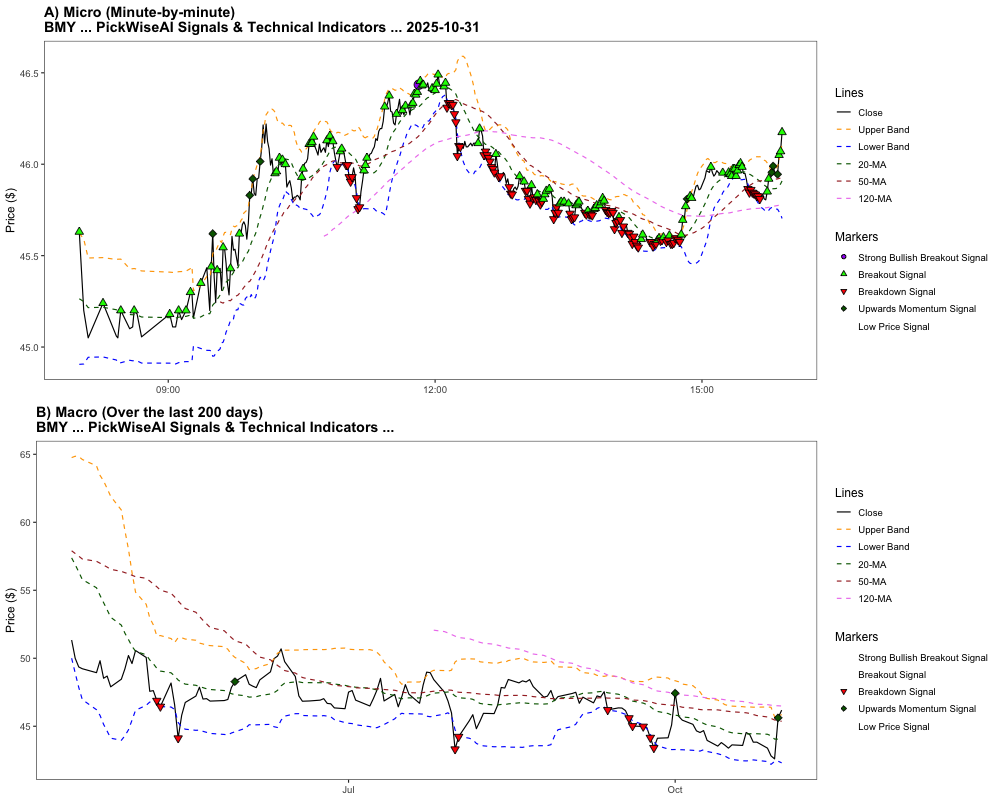 A) Micro (Minute-by-minute)
BMY ... PickWiseAI Signals & Technical Indicators ... 2025-10-31
Price ($)
46.5
46.0
45.5
45.0
09:00
12:00
15:00
Lines
Close
Upper Band
Lower Band
20-MA
50-MA
120-MA
Markers
Strong Bullish Breakout Signal
Breakout Signal
Breakdown Signal
Upwards Momentum Signal
Low Price Signal
B) Macro (Over the last 200 days)
BMY ... PickWiseAI Signals & Technical Indicators ...
Price ($)
65
60
55
50
45
Jul
Oct
Lines
Close
Upper Band
Lower Band
20-MA
50-MA
120-MA
Markers
Strong Bullish Breakout Signal
Breakout Signal
Breakdown Signal
Upwards Momentum Signal
Low Price Signal